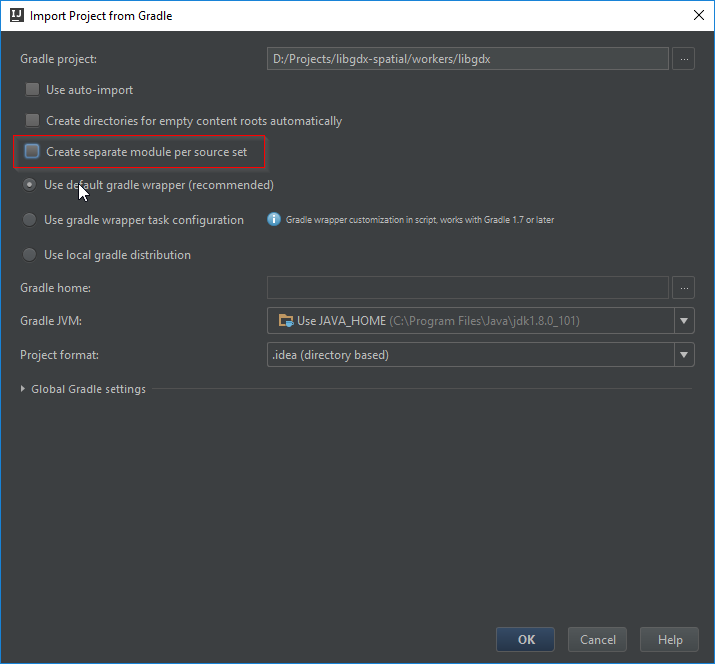 IJ Import Project from Gradle
Gradle project: D:/Projects/libgdx-spatial/workers/libgdx ...
Use auto-import
Create directories for empty content roots automatically
Create separate module per source set
Use default gradle wrapper (recommended)
Use gradle wrapper task configuration i Gradle wrapper customization in script, works with Gradle 1.7 or later
Use local gradle distribution
Gradle home: ...
Gradle JVM: Use JAVA_HOME (C:\Program Files\Java\jdk1.8.0_101)
Project format: .idea (directory based)
Global Gradle settings
OK Cancel Help